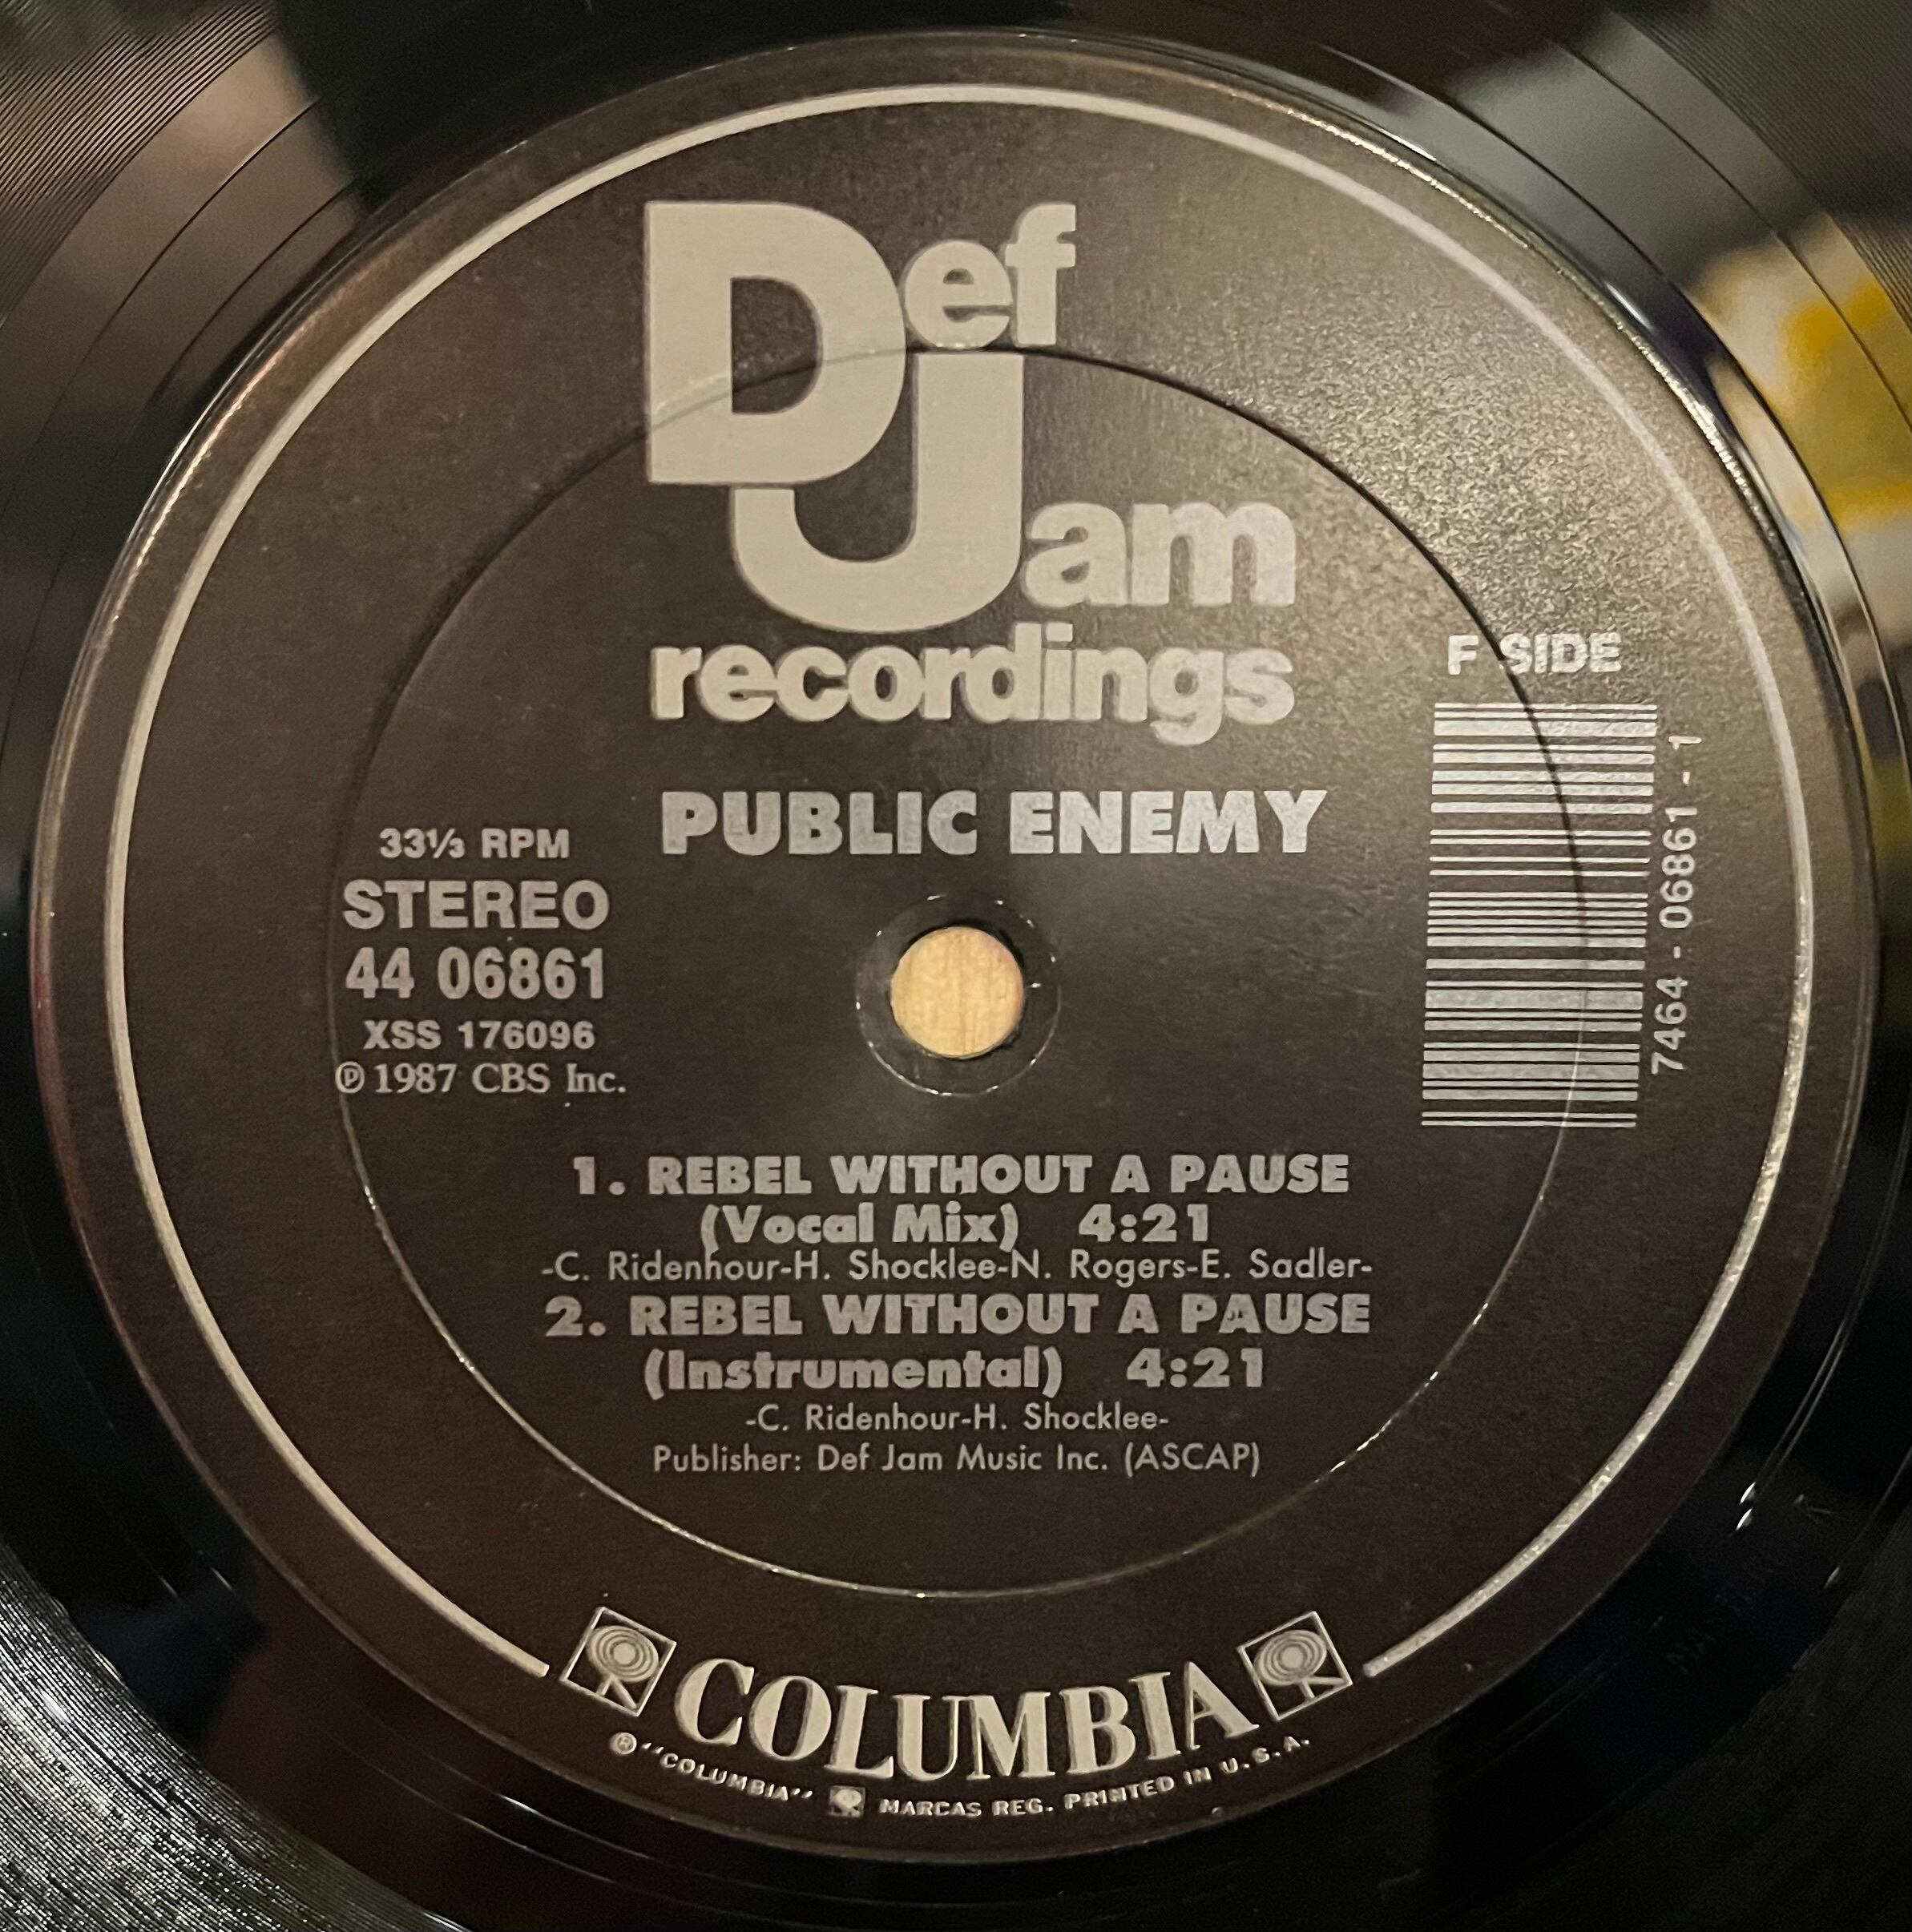 Def
Jam
recordings
F SIDE
PUBLIC ENEMY
7464 - 06861 - 1
33⅓ RPM
STEREO
44 06861
XSS 176096
Ⓟ 1987 CBS Inc.
1. REBEL WITHOUT A PAUSE
(Vocal Mix) 4:21
-C. Ridenhour-H. Shocklee-N. Rogers-E. Sadler-
2. REBEL WITHOUT A PAUSE
(Instrumental) 4:21
-C. Ridenhour-H. Shocklee-
Publisher: Def Jam Music Inc. (ASCAP)
COLUMBIA
® "COLUMBIA" MARCAS REG. PRINTED IN U.S.A.